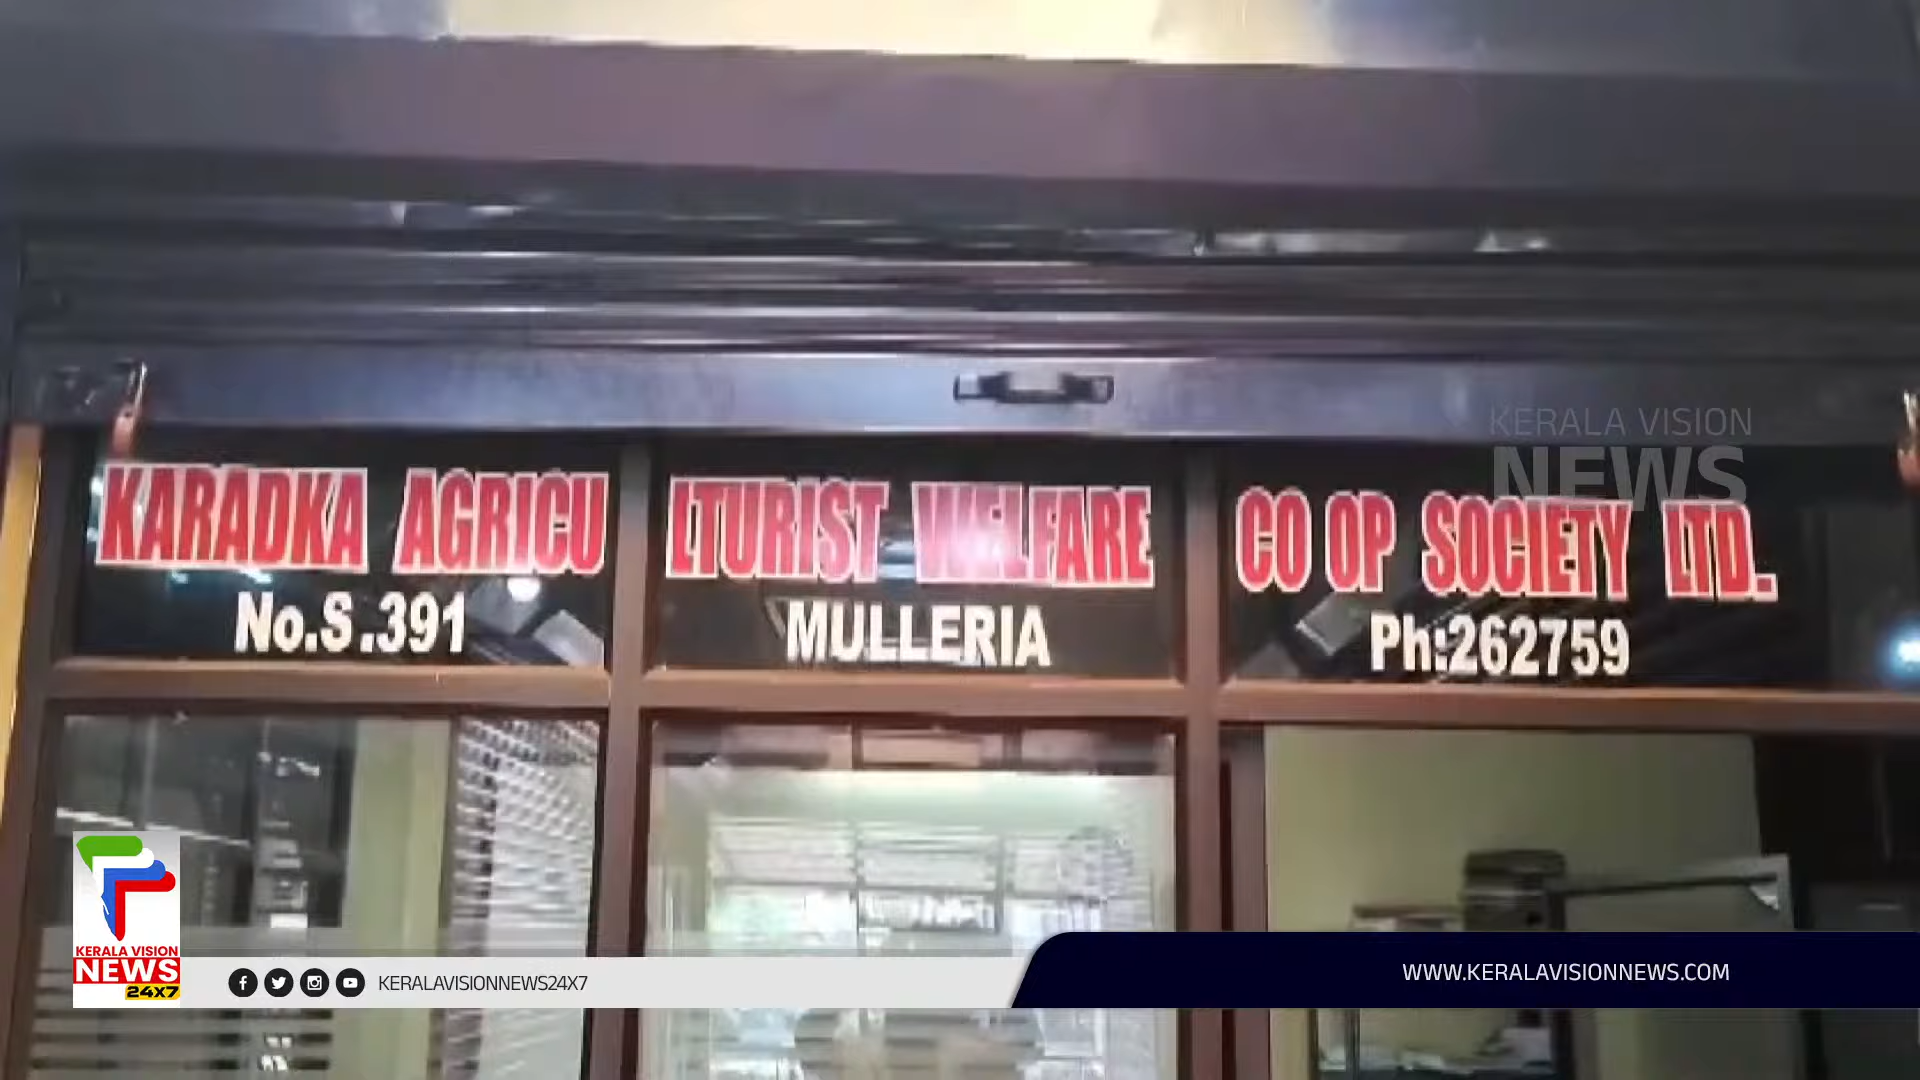 KERALA VISION
NEWS
KARADKA AGRICU LTURIST WELFARE CO OP SOCIETY LTD.
No.S.391 MULLERIA Ph:262759
KERALA VISION
NEWS
24X7
KERALAVISIONNEWS24X7
WWW.KERALAVISIONNEWS.COM